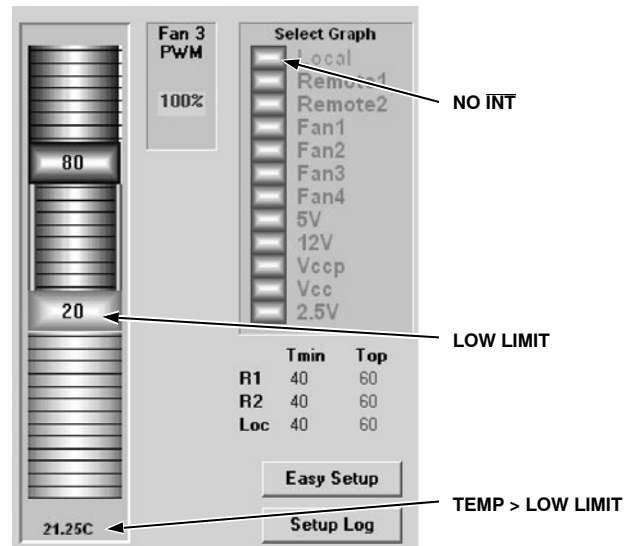 Fan 3
PWM
100%
Select Graph
Local
Remote1
Remote2
Fan1
Fan2
Fan3
Fan4
5V
12V
Vccp
Vcc
2.5V
NO INT
80
20
LOW LIMIT
Tmin Top
R1 40 60
R2 40 60
Loc 40 60
Easy Setup
Setup Log
21.25C
TEMP > LOW LIMIT